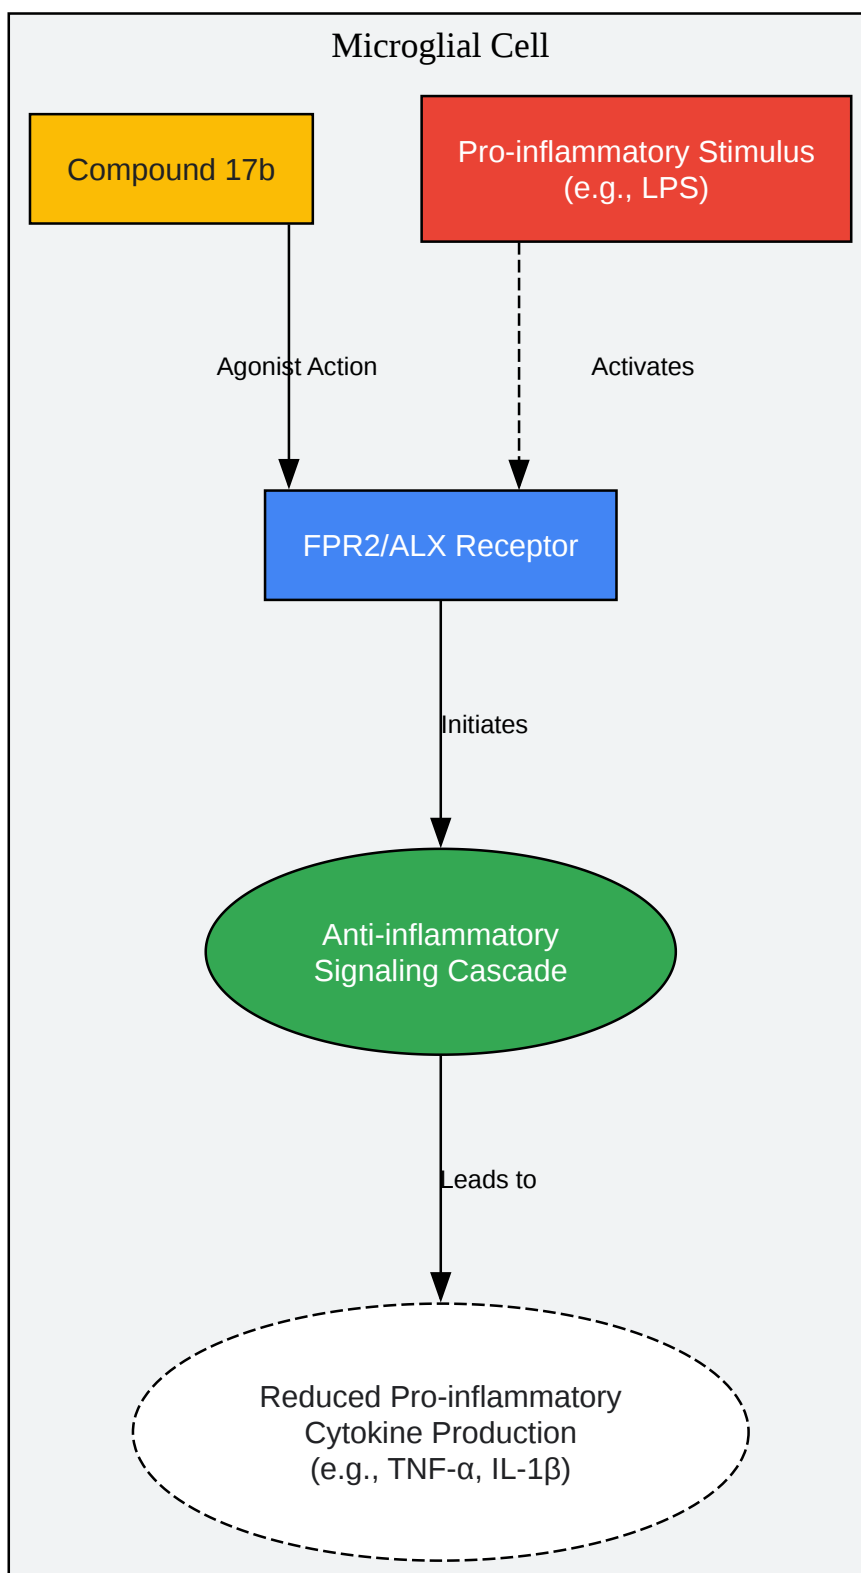 Microglial Cell
Compound 17b
Pro-inflammatory Stimulus
(e.g., LPS)
Agonist Action
Activates
FPR2/ALX Receptor
Initiates
Anti-inflammatory
Signaling Cascade
Leads to
Reduced Pro-inflammatory
Cytokine Production
(e.g., TNF-α, IL-1β)